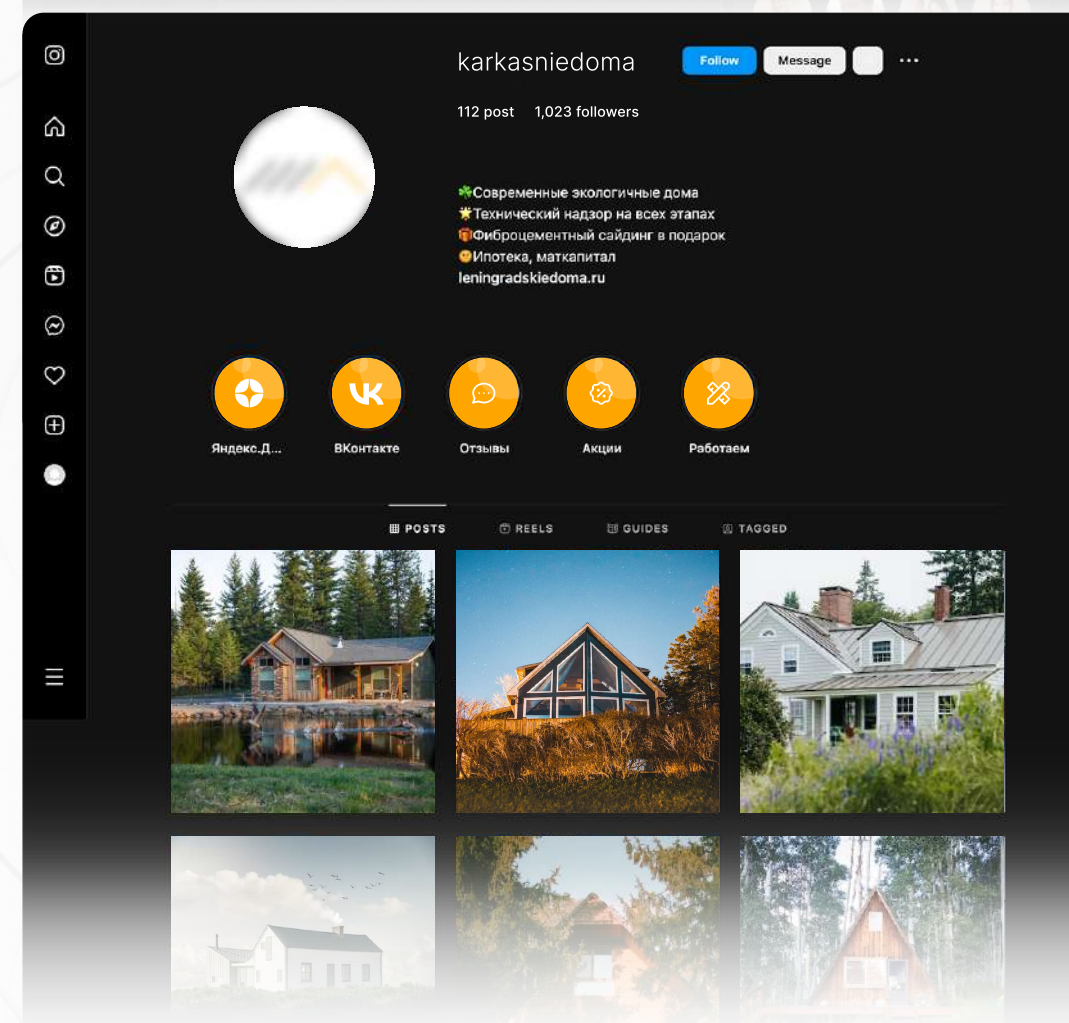 karkasniedoma
Follow
Message
112 post 1,023 followers
☘️Современные экологичные дома
🌟Технический надзор на всех этапах
🎁Фиброцементный сайдинг в подарок
🙂Ипотека, маткапитал
leningradskiedoma.ru
Яндекс.Д...
ВКонтакте
Отзывы
Акции
Работаем
POSTS
REELS
GUIDES
TAGGED